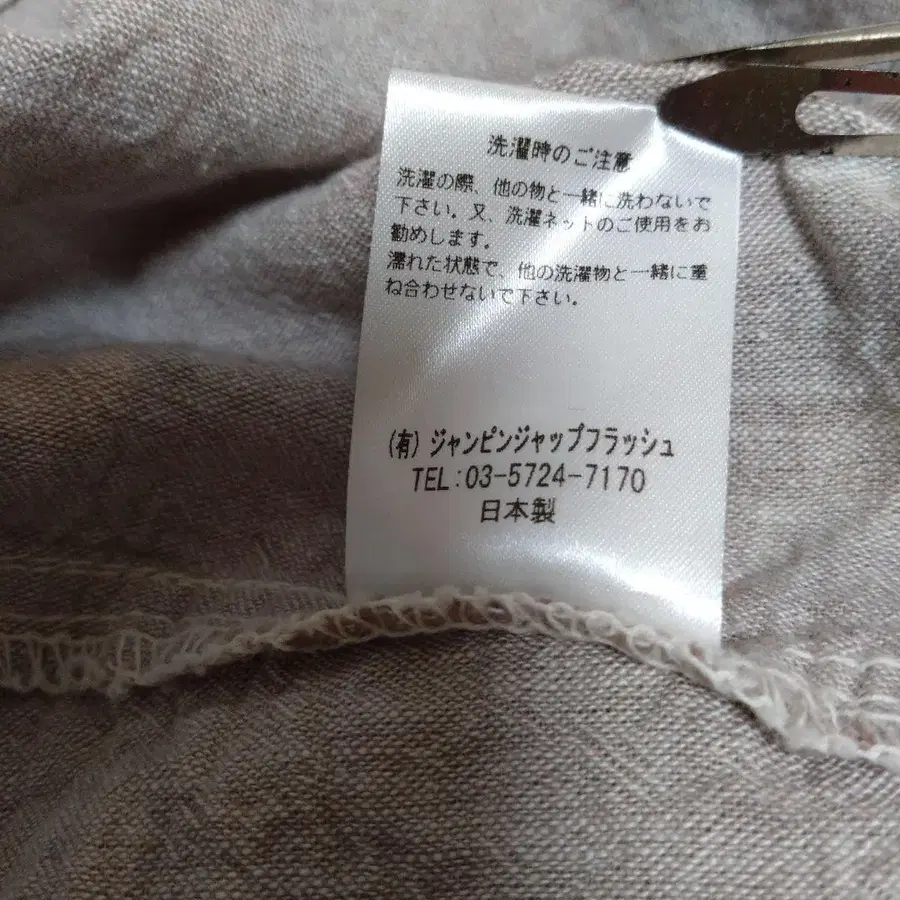 洗濯時のご注意
洗濯の際、他の物と一緒に洗わないで
下さい。又、洗濯ネットのご使用をお
勧めします。
濡れた状態で、他の洗濯物と一緒に重
ね合わせないで下さい。
(有)ジャンピンジャップフラッシュ
TEL:03-5724-7170
日本製